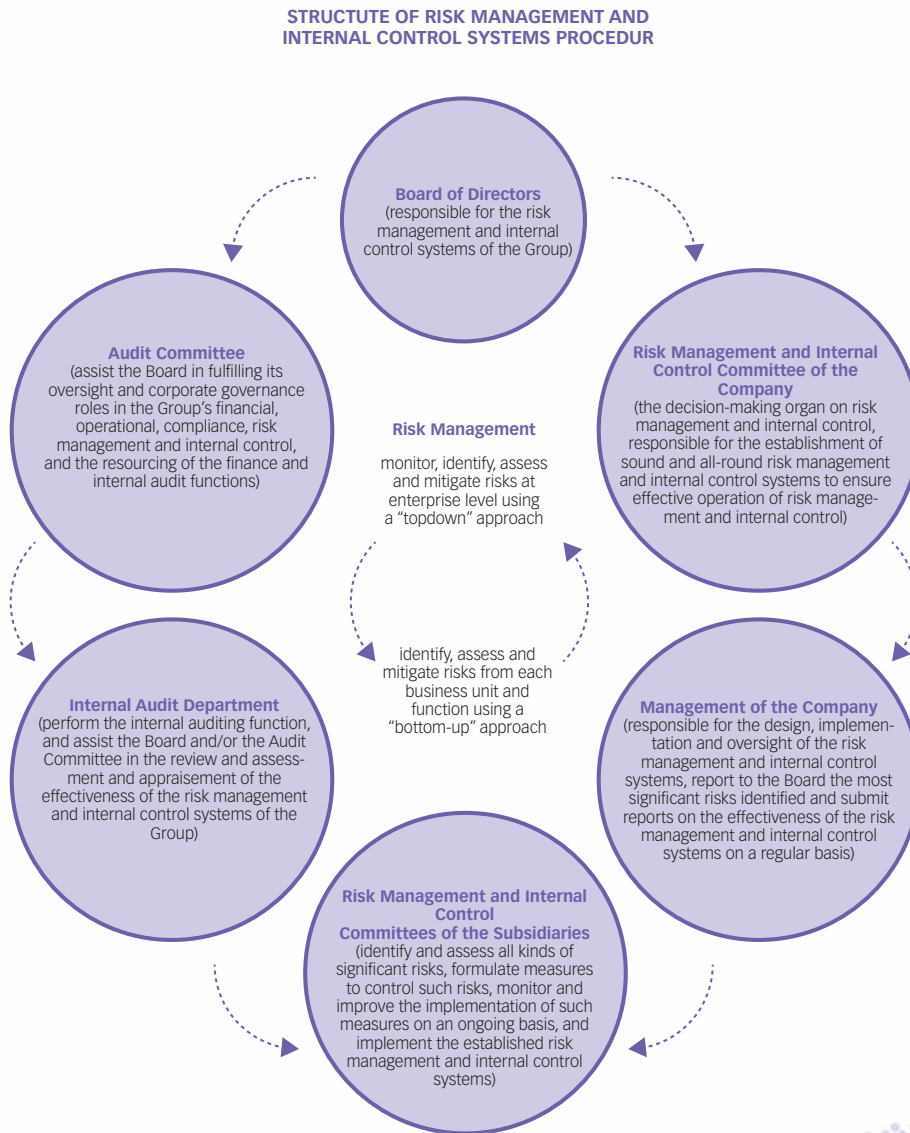 STRUCTUTE OF RISK MANAGEMENT AND
INTERNAL CONTROL SYSTEMS PROCEDUR
Board of Directors
(responsible for the risk
management and internal
control systems of the Group)
Audit Committee
(assist the Board in fulfilling its
oversight and corporate governance
roles in the Group's financial,
operational, compliance, risk
management and internal control,
and the resourcing of the finance and
internal audit functions)
Risk Management and Internal
Control Committee of the
Company
(the decision-making organ on risk
management and internal control,
responsible for the establishment of
sound and all-round risk management
and internal control systems to ensure
effective operation of risk manage-
ment and internal control)
Risk Management
monitor, identify, assess
and mitigate risks at
enterprise level using
a “topdown” approach
identify, assess and
mitigate risks from each
business unit and
function using a
“bottom-up” approach
Internal Audit Department
(perform the internal auditing function,
and assist the Board and/or the Audit
Committee in the review and assess-
ment and appraisement of the
effectiveness of the risk management
and internal control systems of the
Group)
Management of the Company
(responsible for the design, implemen-
tation and oversight of the risk
management and internal control
systems, report to the Board the most
significant risks identified and submit
reports on the effectiveness of the risk
management and internal control
systems on a regular basis)
Risk Management and Internal
Control
Committees of the Subsidiaries
(identify and assess all kinds of
significant risks, formulate measures
to control such risks, monitor and
improve the implementation of such
measures on an ongoing basis, and
implement the established risk
management and internal control
systems)